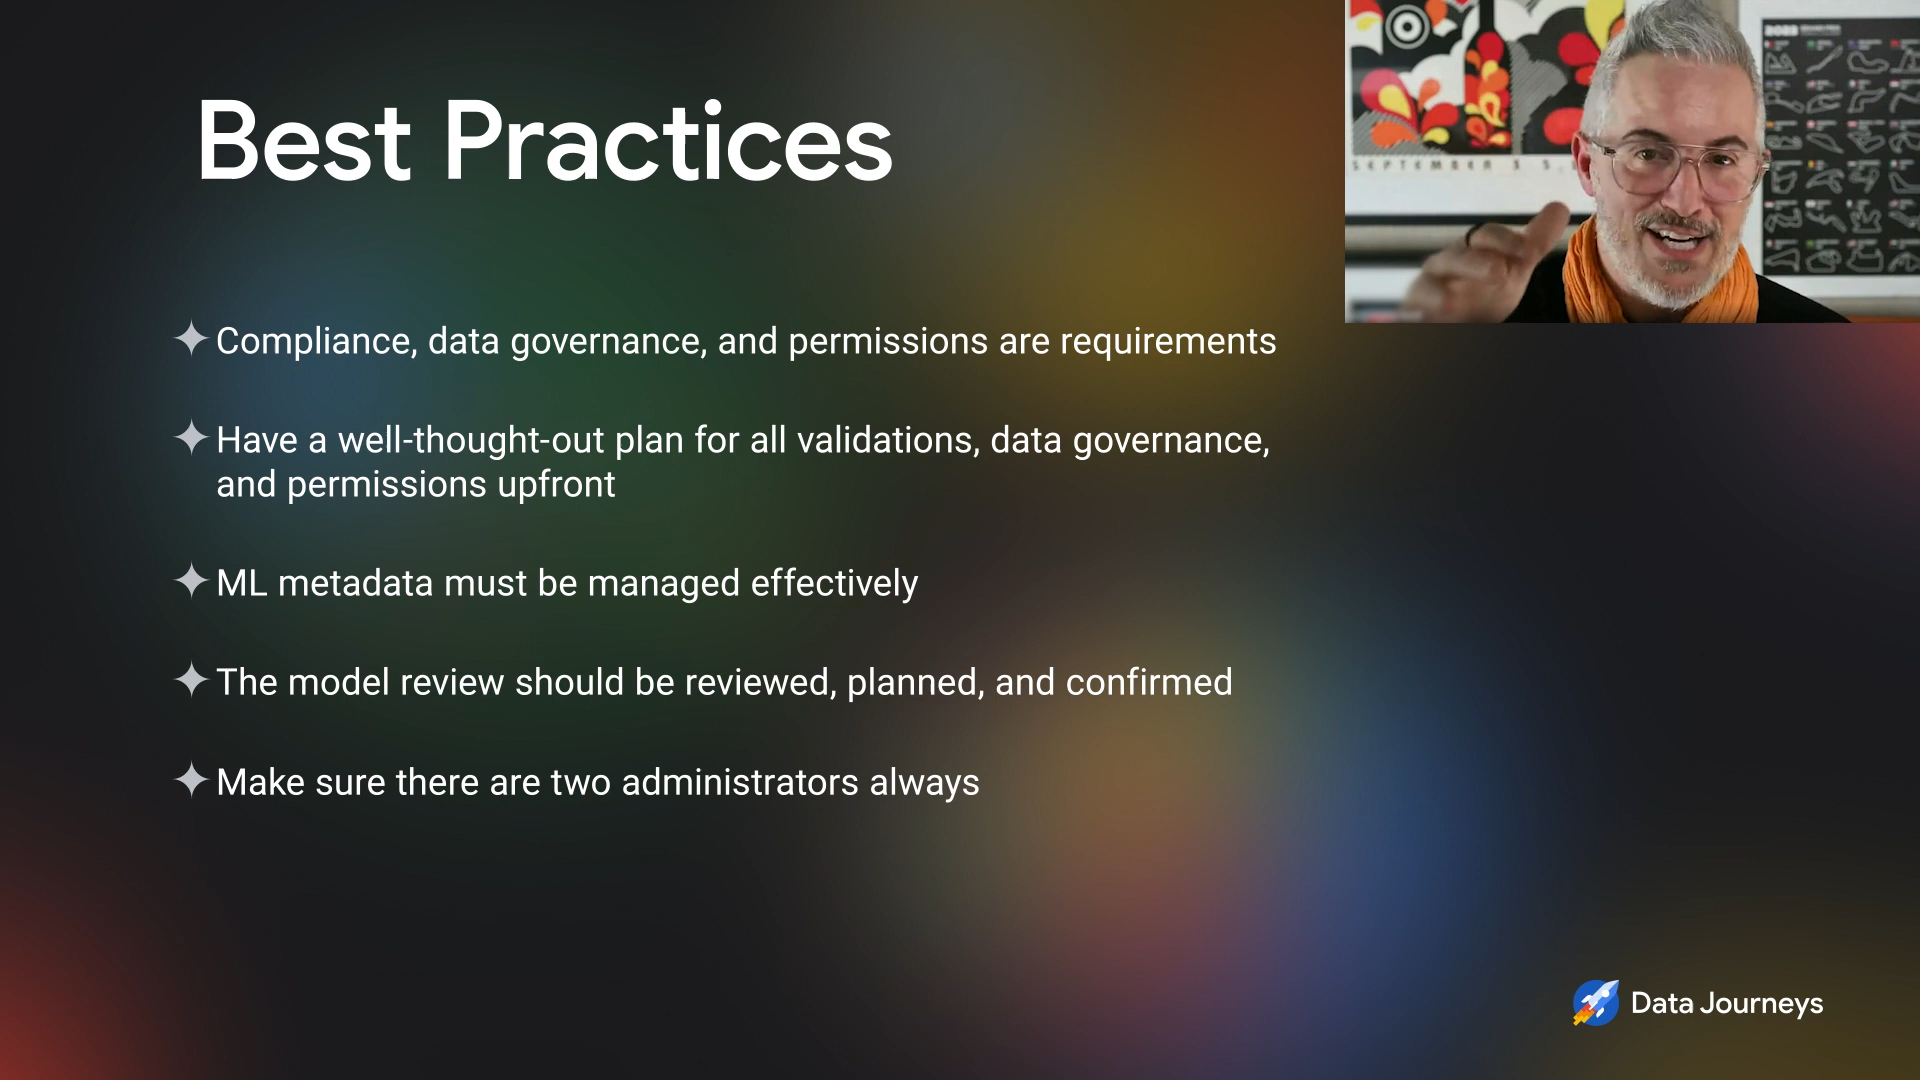 Best Practices
Compliance, data governance, and permissions are requirements
Have a well-thought-out plan for all validations, data governance,
and permissions upfront
ML metadata must be managed effectively
The model review should be reviewed, planned, and confirmed
Make sure there are two administrators always
SEPTEMBER
2023
Data Journeys